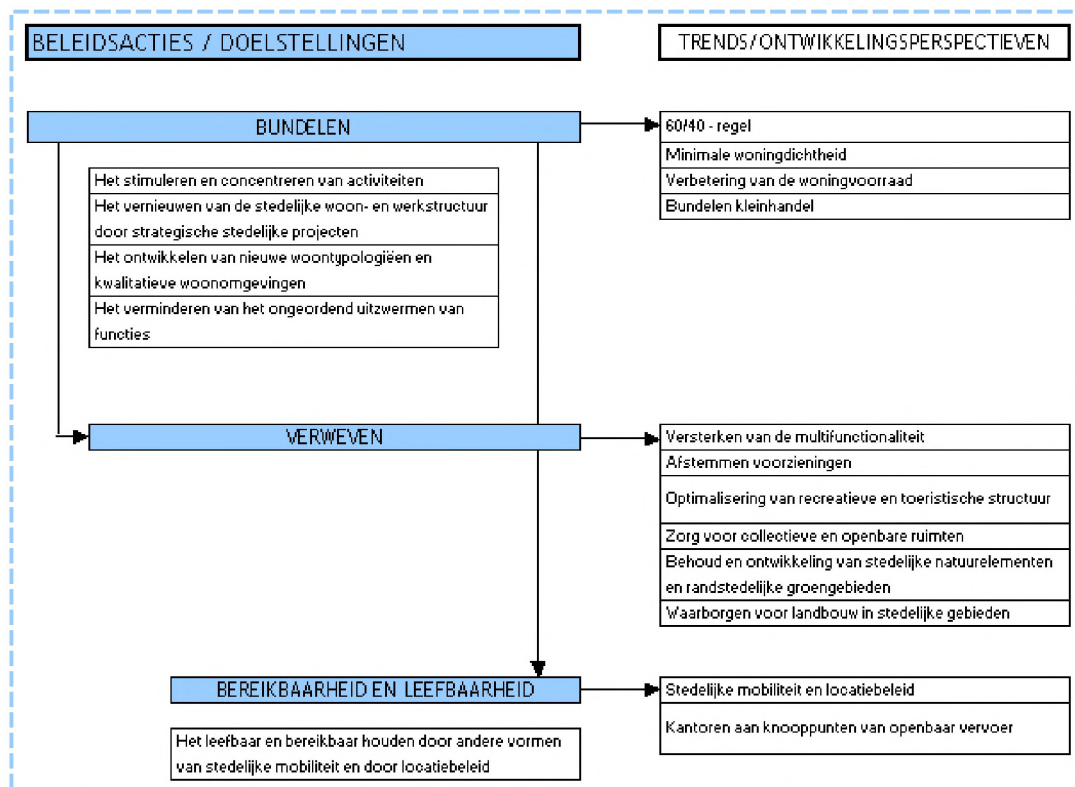 BELEIDSACTIES / DOELSTELLINGEN
TRENDS/ONTWIKKELINGSPERSPECTIEVEN
BUNDELEN
60/40 - regel
Minimale woningdichtheid
Verbetering van de woningvoorraad
Bundelen kleinhandel
Het stimuleren en concentreren van activiteiten
Het vernieuwen van de stedelijke woon- en werkstructuur
door strategische stedelijke projecten
Het ontwikkelen van nieuwe woontypologiëen en
kwalitatieve woonomgevingen
Het verminderen van het ongeordend uitzwermen van
functies
VERWEVEN
Versterken van de multifunctionaliteit
Afstemmen voorzieningen
Optimalisering van recreatieve en toeristische structuur
Zorg voor collectieve en openbare ruimten
Behoud en ontwikkeling van stedelijke natuurelementen
en randstedelijke groengebieden
Waarborgen voor landbouw in stedelijke gebieden
BEREIKBAARHEID EN LEEFBAARHEID
Stedelijke mobiliteit en locatiebeleid
Kantoren aan knooppunten van openbaar vervoer
Het leefbaar en bereikbaar houden door andere vormen
van stedelijke mobiliteit en door locatiebeleid